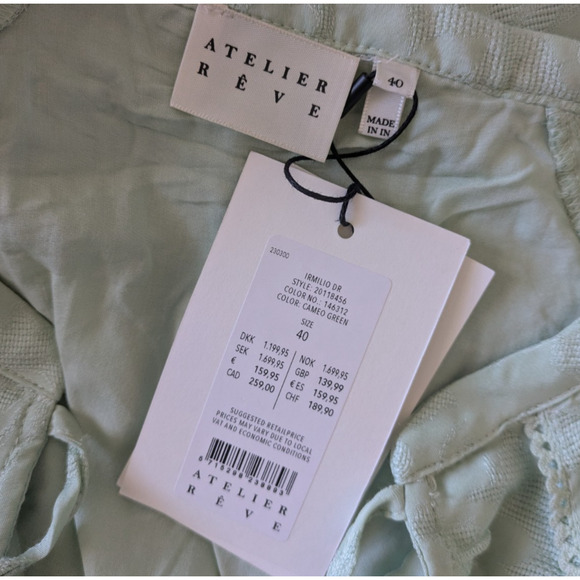 ATELIER
RÊVE
40
MADE
IN IN
230300
IRMILIO DR
STYLE: 20118456
COLOR NO.: 146312
COLOR: CAMEO GREEN
SIZE
40
DKK 1.199,95 NOK 1.699,95
SEK 1.699,95 GBP 139,99
€ 159,95 € ES 159,95
CAD 259,00 CHF 189,90
SUGGESTED RETAILPRICE
PRICES MAY VARY DUE TO LOCAL
VAT AND ECONOMIC CONDITIONS
ATELIER
RÊVE